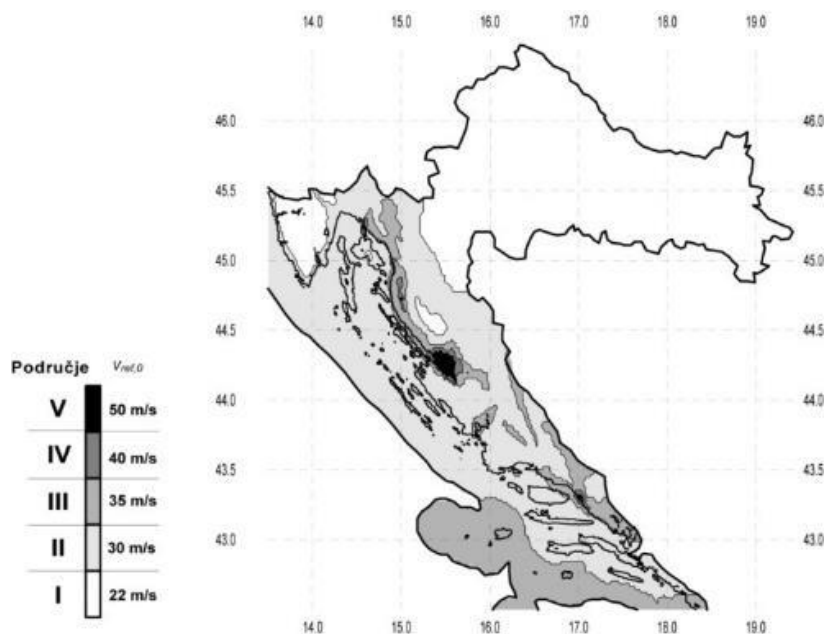 14.0 15.0 16.0 17.0 18.0 19.0
46.0 46.0
45.5 45.5
45.0 45.0
44.5 44.5
44.0 44.0
43.5 43.5
43.0 43.0
14.0 15.0 16.0 17.0 18.0 19.0
Područje Vref,0
V 50 m/s
IV 40 m/s
III 35 m/s
II 30 m/s
I 22 m/s